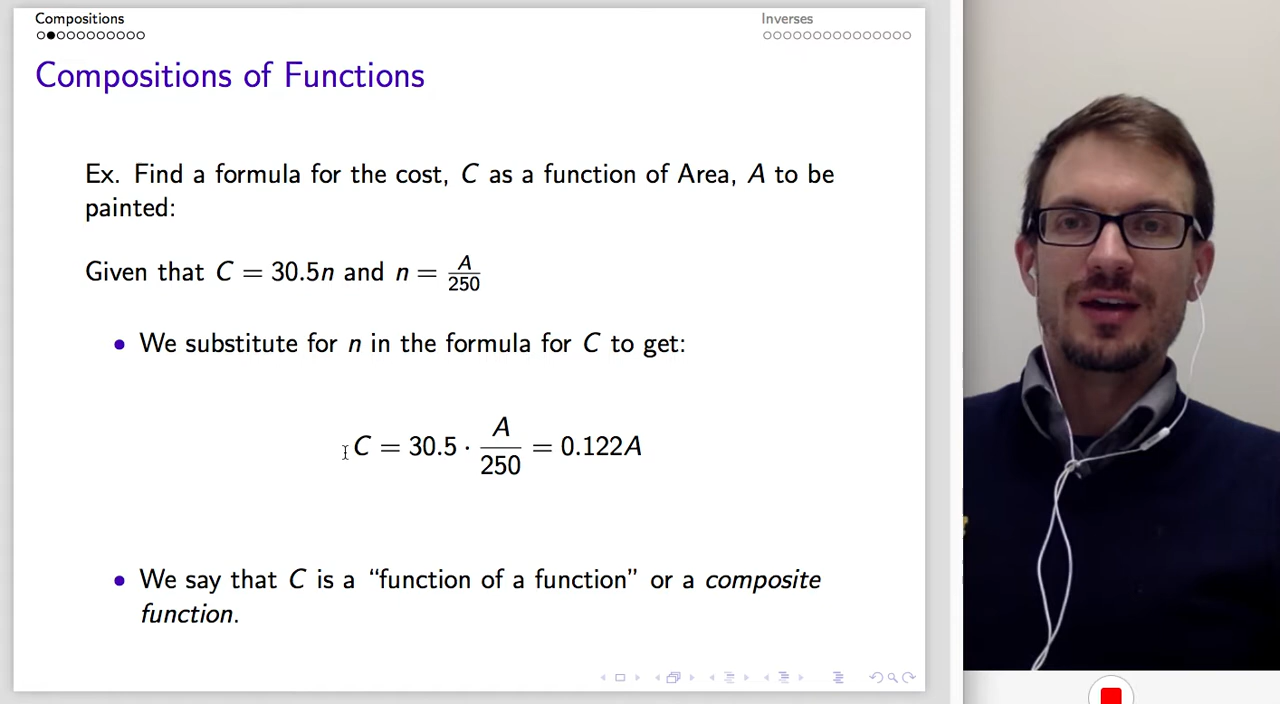 Compositions
Inverses
Compositions of Functions
Ex. Find a formula for the cost, C as a function of Area, A to be
painted:
Given that C = 30.5n and n = A/250
• We substitute for n in the formula for C to get:
C = 30.5 · A/250 = 0.122A
• We say that C is a “function of a function” or a composite
function.